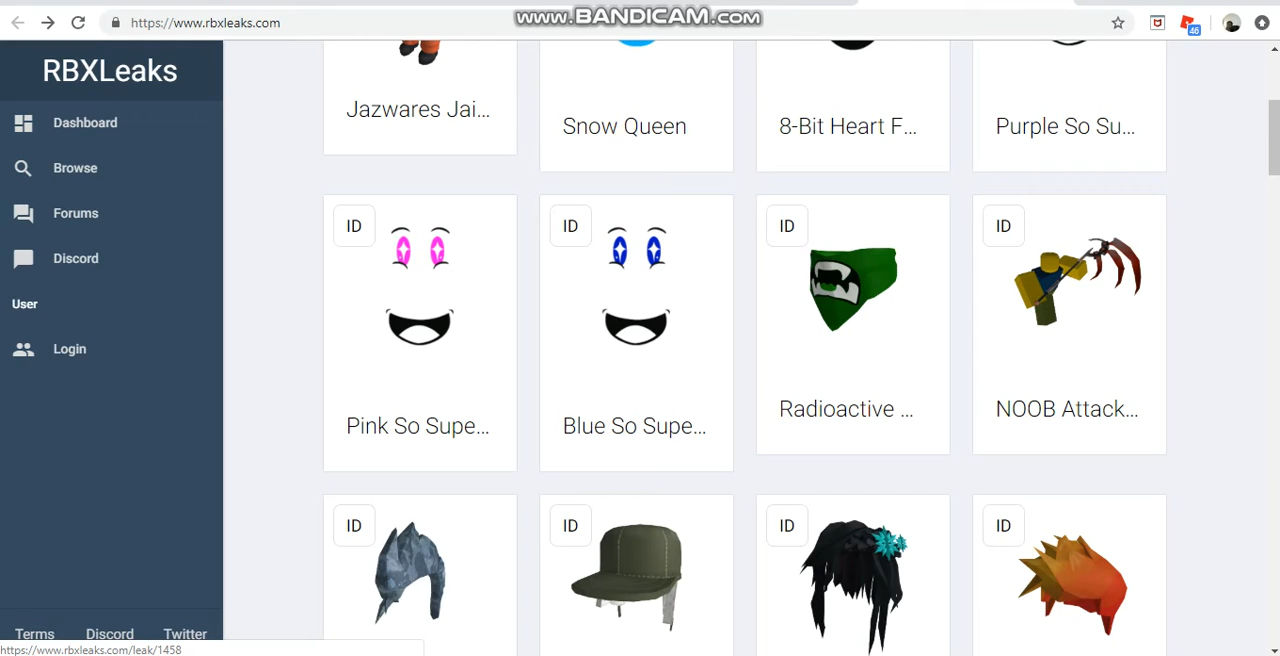 www.BANDICAM.com
https://www.rbxleaks.com
46
RBXLeaks
Dashboard
Browse
Forums
Discord
User
Login
Terms
Discord
Twitter
https://www.rbxleaks.com/leak/1458
Jazwares Jai...
Snow Queen
8-Bit Heart F...
Purple So Su...
ID
ID
ID
ID
Pink So Supe...
Blue So Supe...
Radioactive ...
NOOB Attack...
ID
ID
ID
ID